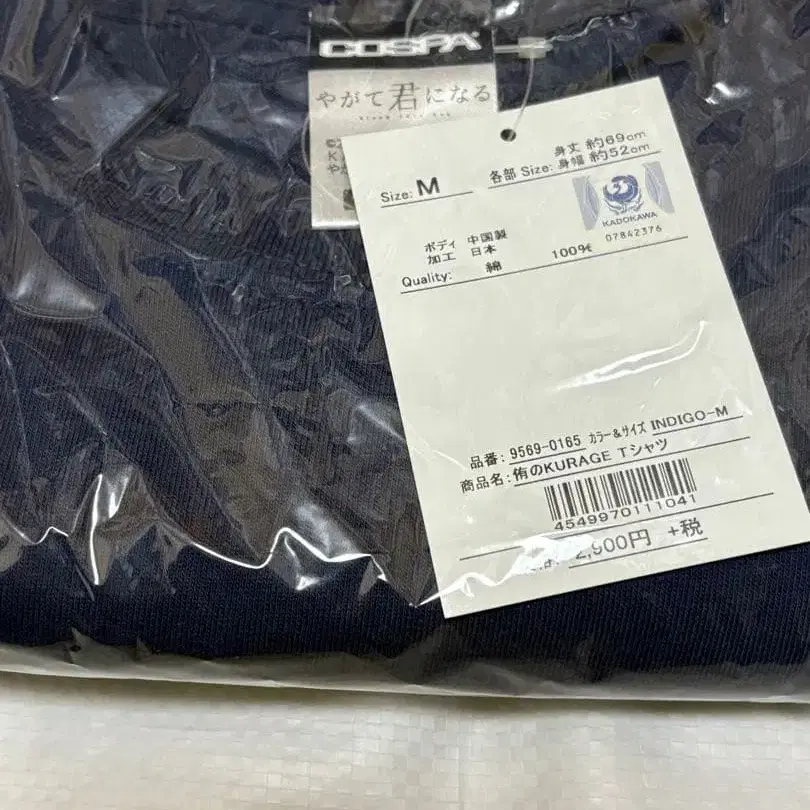 COSPA
やがて君になる
Size: M
各部 Size: 身丈 約69cm
身幅 約52cm
KADOKAWA
07842376
ボディ 中国製
加工 日本
Quality: 綿 100%
品番: 9569-0165 カラー&サイズ INDIGO-M
商品名: 侑のKURAGE Tシャツ
4549970111041
2,900円 +税